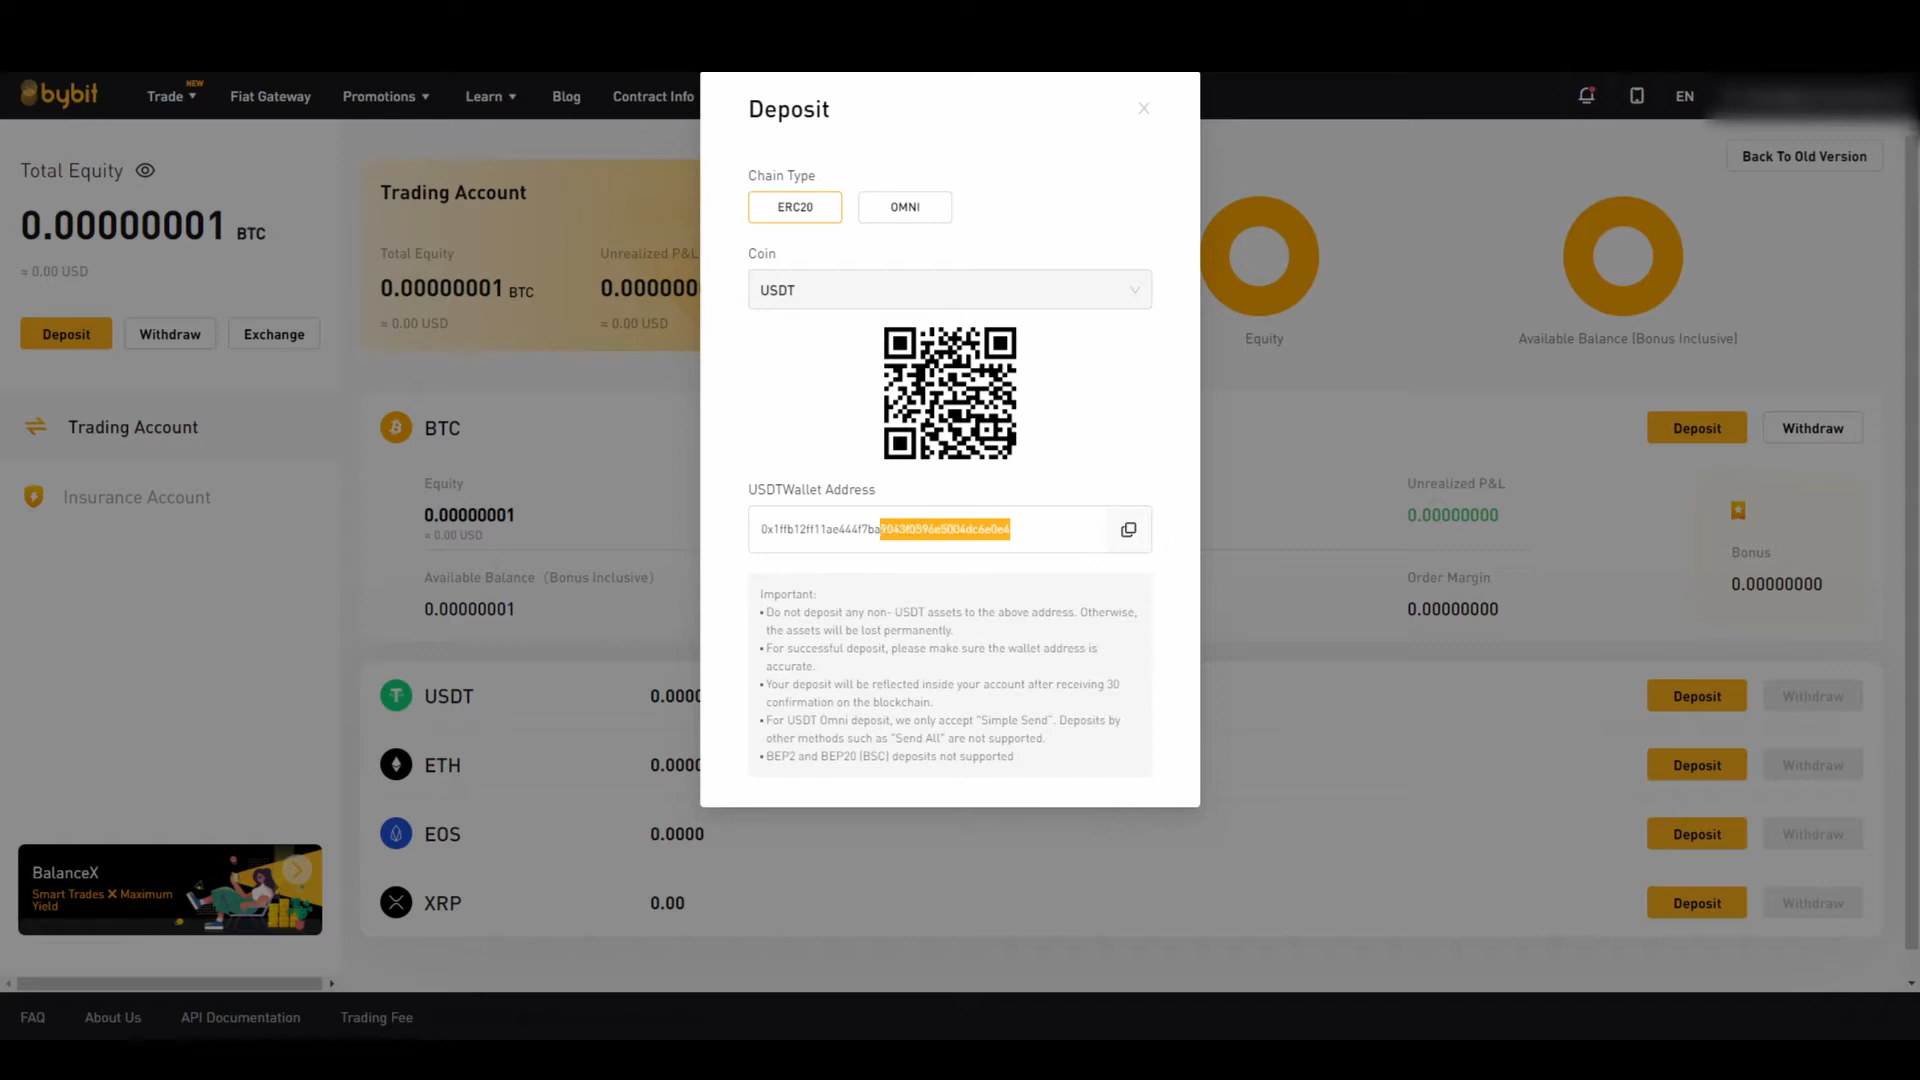 bybit
Trade
NEW
Fiat Gateway
Promotions
Learn
Blog
Contract Info
EN
Total Equity
0.00000001 BTC
≈ 0.00 USD
Deposit
Withdraw
Exchange
Trading Account
Insurance Account
BalanceX
Smart Trades X Maximum
Yield
Trading Account
Total Equity
0.00000001 BTC
≈ 0.00 USD
Unrealized P&L
0.000000
≈ 0.00 USD
Back To Old Version
Equity
Available Balance (Bonus Inclusive)
BTC
Deposit
Withdraw
Equity
0.00000001
≈ 0.00 USD
Available Balance (Bonus Inclusive)
0.00000001
Unrealized P&L
0.00000000
Order Margin
0.00000000
Bonus
0.00000000
USDT
0.0000
Deposit
Withdraw
ETH
0.0000
Deposit
Withdraw
EOS
0.0000
Deposit
Withdraw
XRP
0.00
Deposit
Withdraw
Deposit
Chain Type
ERC20
OMNI
Coin
USDT
USDTWallet Address
0x1ffb12ff11ae444f7ba9043f0596e5004dc6e0e4
Important:
• Do not deposit any non- USDT assets to the above address. Otherwise,
the assets will be lost permanently.
• For successful deposit, please make sure the wallet address is
accurate.
• Your deposit will be reflected inside your account after receiving 30
confirmation on the blockchain.
• For USDT Omni deposit, we only accept "Simple Send". Deposits by
other methods such as "Send All" are not supported.
• BEP2 and BEP20 (BSC) deposits not supported
FAQ
About Us
API Documentation
Trading Fee